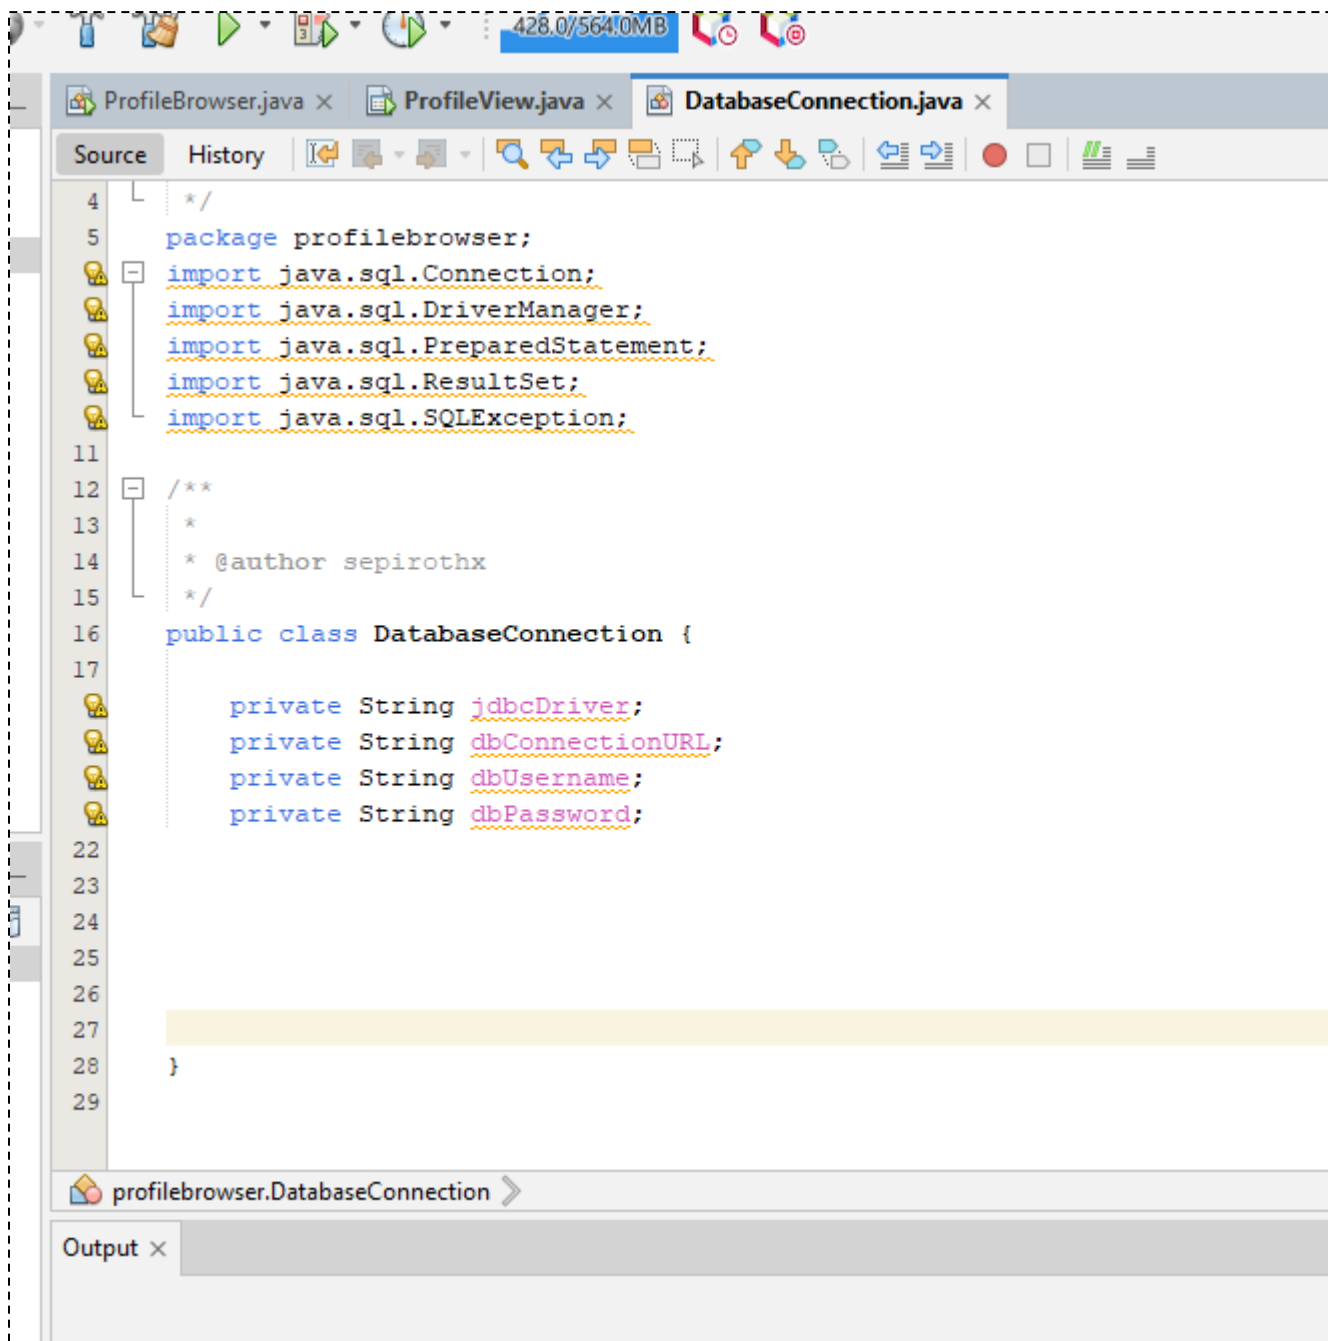 428.0/564.0MB
ProfileBrowser.java
ProfileView.java
DatabaseConnection.java
Source History
4 */
5 package profilebrowser;
import java.sql.Connection;
import java.sql.DriverManager;
import java.sql.PreparedStatement;
import java.sql.ResultSet;
import java.sql.SQLException;
11
12 /**
13 *
14 * @author sepirothx
15 */
16 public class DatabaseConnection {
17
private String jdbcDriver;
private String dbConnectionURL;
private String dbUsername;
private String dbPassword;
22
23
24
25
26
27
28 }
29
profilebrowser.DatabaseConnection
Output